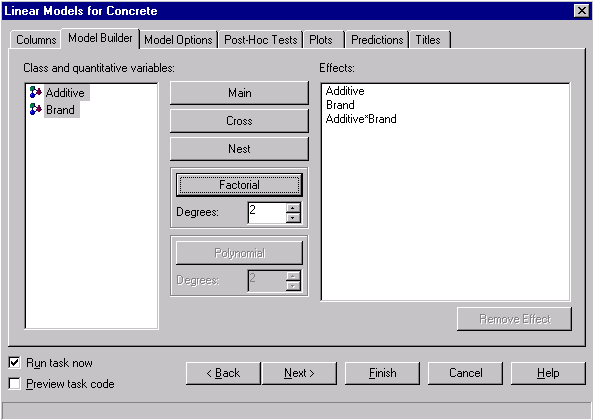 Linear Models for Concrete
Columns Model Builder Model Options Post-Hoc Tests Plots Predictions Titles
Class and quantitative variables:
Additive
Brand
Main
Cross
Nest
Factorial
Degrees: 2
Polynomial
Degrees: 2
Effects:
Additive
Brand
Additive*Brand
Remove Effect
Run task now
Preview task code
< Back Next > Finish Cancel Help